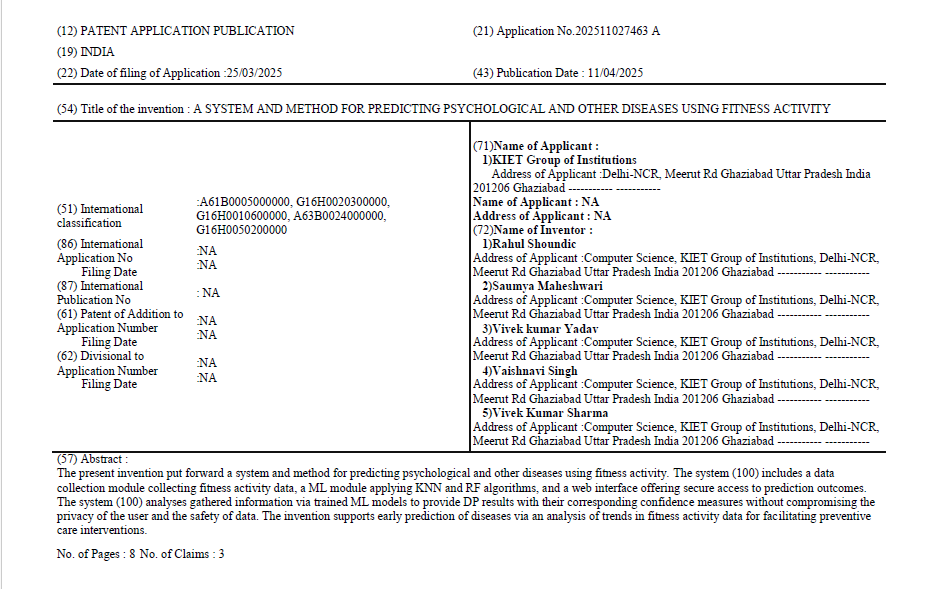 (12) PATENT APPLICATION PUBLICATION
(21) Application No.202511027463 A
(19) INDIA
(22) Date of filing of Application :25/03/2025
(43) Publication Date : 11/04/2025
(54) Title of the invention : A SYSTEM AND METHOD FOR PREDICTING PSYCHOLOGICAL AND OTHER DISEASES USING FITNESS ACTIVITY
(51) International
classification
:A61B0005000000, G16H0020300000,
G16H0010600000, A63B0024000000,
G16H0050200000
(86) International
Application No
Filing Date
:NA
:NA
(87) International
Publication No
: NA
(61) Patent of Addition to
Application Number
Filing Date
:NA
:NA
(62) Divisional to
Application Number
Filing Date
:NA
:NA
(71)Name of Applicant :
1)KIET Group of Institutions
Address of Applicant :Delhi-NCR, Meerut Rd Ghaziabad Uttar Pradesh India
201206 Ghaziabad ----------- -----------
Name of Applicant : NA
Address of Applicant : NA
(72)Name of Inventor :
1)Rahul Shoundic
Address of Applicant :Computer Science, KIET Group of Institutions, Delhi-NCR,
Meerut Rd Ghaziabad Uttar Pradesh India 201206 Ghaziabad ----------- -----------
2)Saumya Maheshwari
Address of Applicant :Computer Science, KIET Group of Institutions, Delhi-NCR,
Meerut Rd Ghaziabad Uttar Pradesh India 201206 Ghaziabad ----------- -----------
3)Vivek kumar Yadav
Address of Applicant :Computer Science, KIET Group of Institutions, Delhi-NCR,
Meerut Rd Ghaziabad Uttar Pradesh India 201206 Ghaziabad ----------- -----------
4)Vaishnavi Singh
Address of Applicant :Computer Science, KIET Group of Institutions, Delhi-NCR,
Meerut Rd Ghaziabad Uttar Pradesh India 201206 Ghaziabad ----------- -----------
5)Vivek Kumar Sharma
Address of Applicant :Computer Science, KIET Group of Institutions, Delhi-NCR,
Meerut Rd Ghaziabad Uttar Pradesh India 201206 Ghaziabad ----------- -----------
(57) Abstract :
The present invention put forward a system and method for predicting psychological and other diseases using fitness activity. The system (100) includes a data
collection module collecting fitness activity data, a ML module applying KNN and RF algorithms, and a web interface offering secure access to prediction outcomes.
The system (100) analyses gathered information via trained ML models to provide DP results with their corresponding confidence measures without compromising the
privacy of the user and the safety of data. The invention supports early prediction of diseases via an analysis of trends in fitness activity data for facilitating preventive
care interventions.
No. of Pages : 8 No. of Claims : 3